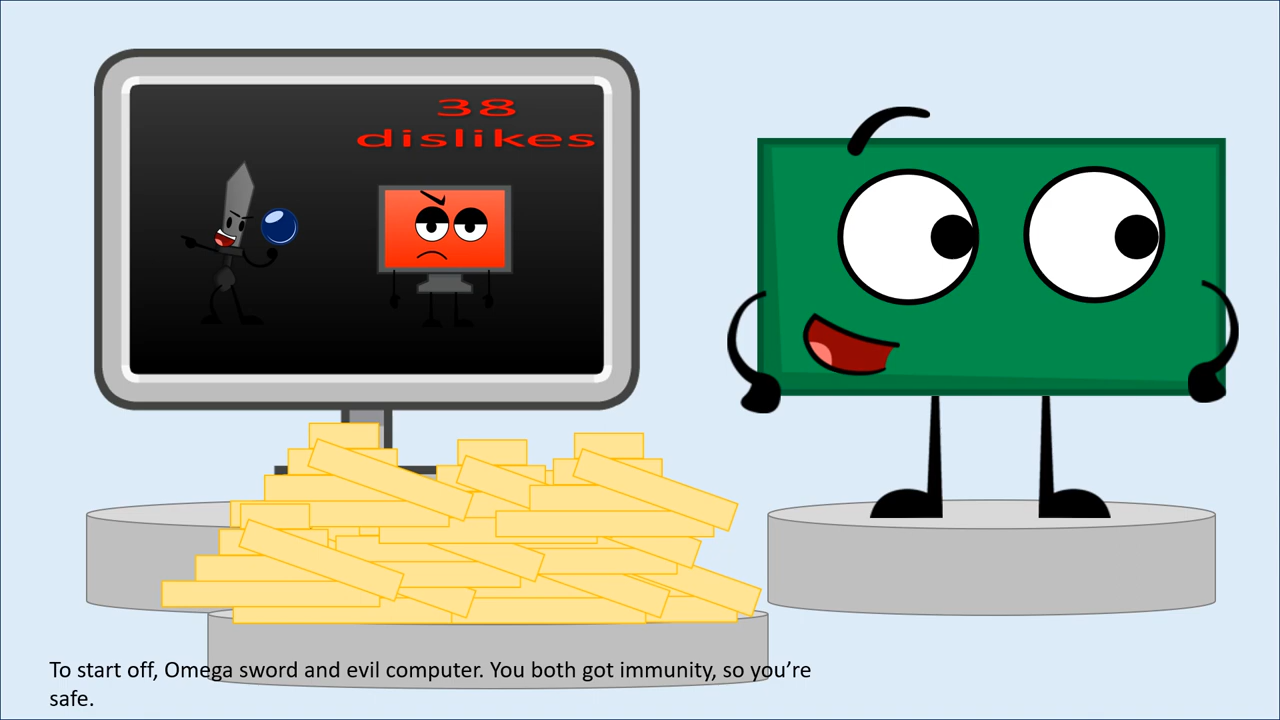 38
dislikes
To start off, Omega sword and evil computer. You both got immunity, so you’re
safe.